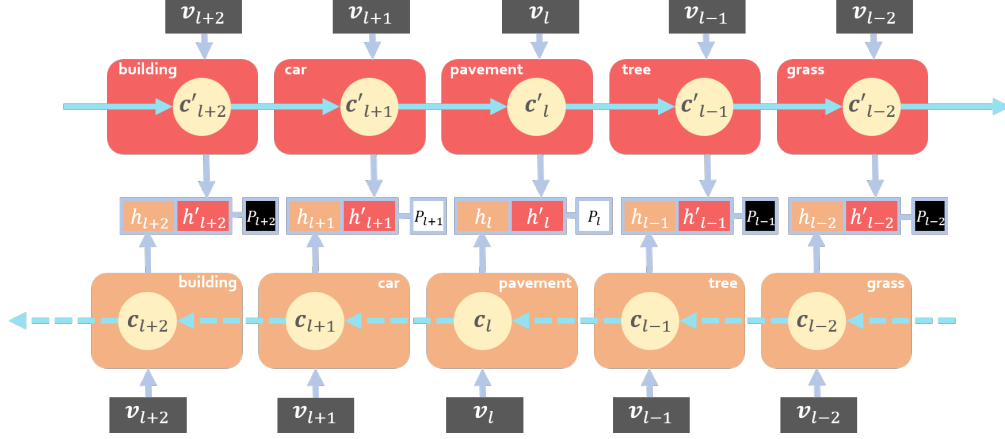 v_{l+2} v_{l+1} v_l v_{l-1} v_{l-2}
building car pavement tree grass
c'_{l+2} c'_{l+1} c'_l c'_{l-1} c'_{l-2}
h_{l+2} h'_{l+2} P_{l+2} h_{l+1} h'_{l+1} P_{l+1} h_l h'_l P_l h_{l-1} h'_{l-1} P_{l-1} h_{l-2} h'_{l-2} P_{l-2}
building car pavement tree grass
c_{l+2} c_{l+1} c_l c_{l-1} c_{l-2}
v_{l+2} v_{l+1} v_l v_{l-1} v_{l-2}